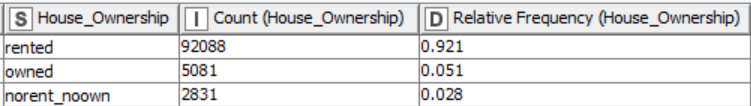 S House_Ownership I Count (House_Ownership) D Relative Frequency (House_Ownership)
rented 92088 0.921
owned 5081 0.051
norent_noown 2831 0.028